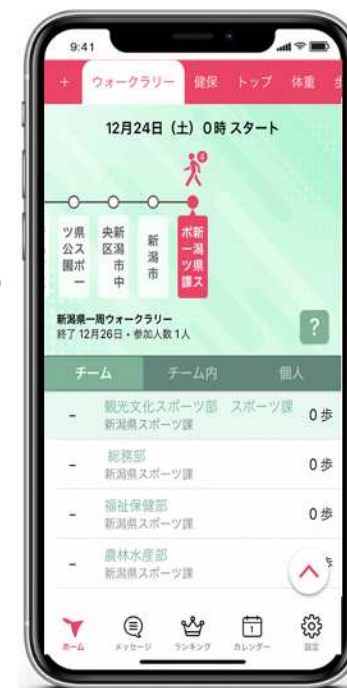 9:41
+ ウォークラリー 健保 トップ 体重
12月24日（土）0時 スタート
4
ツ県
公ス
園ポ
ー
央新
区潟
市
中
新
潟
市
ポ新
ー潟
ツ県
課ス
新潟県一周ウォークラリー
終了 12月26日・参加人数 1人
?
チーム チーム内 個人
- 観光文化スポーツ部 スポーツ課 0 歩
新潟県スポーツ課
- 総務部 0 歩
新潟県スポーツ課
- 福祉保健部 0 歩
新潟県スポーツ課
- 農林水産部
新潟県スポーツ課
ホーム メッセージ ランキング カレンダー 設定
1